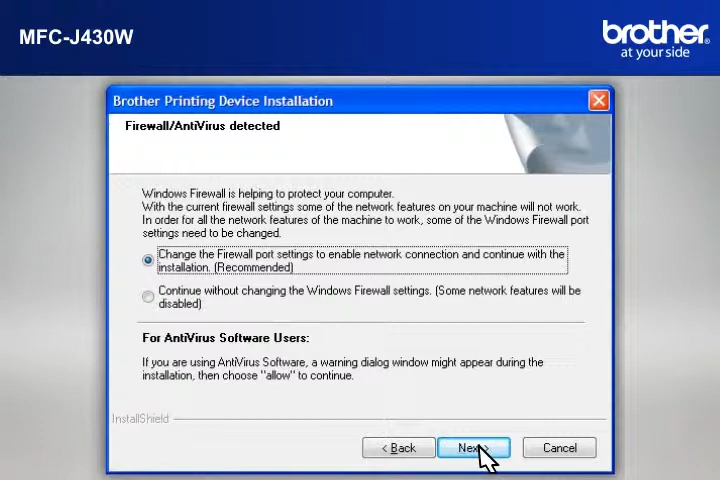 MFC-J430W
brother
at your side
Brother Printing Device Installation
Firewall/AntiVirus detected
Windows Firewall is helping to protect your computer.
With the current firewall settings some of the network features on your machine will not work.
In order for all the network features of the machine to work, some of the Windows Firewall port
settings need to be changed.
Change the Firewall port settings to enable network connection and continue with the
installation. (Recommended)
Continue without changing the Windows Firewall settings. (Some network features will be
disabled)
For AntiVirus Software Users:
If you are using AntiVirus Software, a warning dialog window might appear during the
installation, then choose "allow" to continue.
InstallShield
< Back Next > Cancel